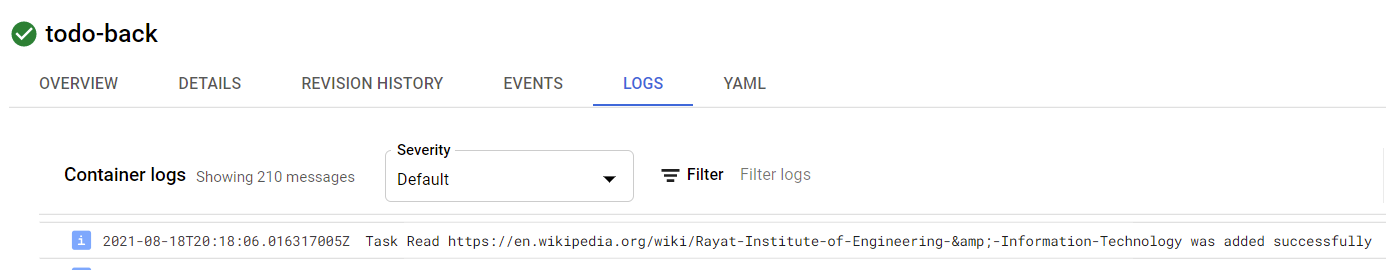 todo-back
OVERVIEW DETAILS REVISION HISTORY EVENTS LOGS YAML
Severity
Container logs Showing 210 messages Default Filter Filter logs
i 2021-08-18T20:18:06.016317005Z Task Read https://en.wikipedia.org/wiki/Rayat-Institute-of-Engineering-&amp;-Information-Technology was added successfully